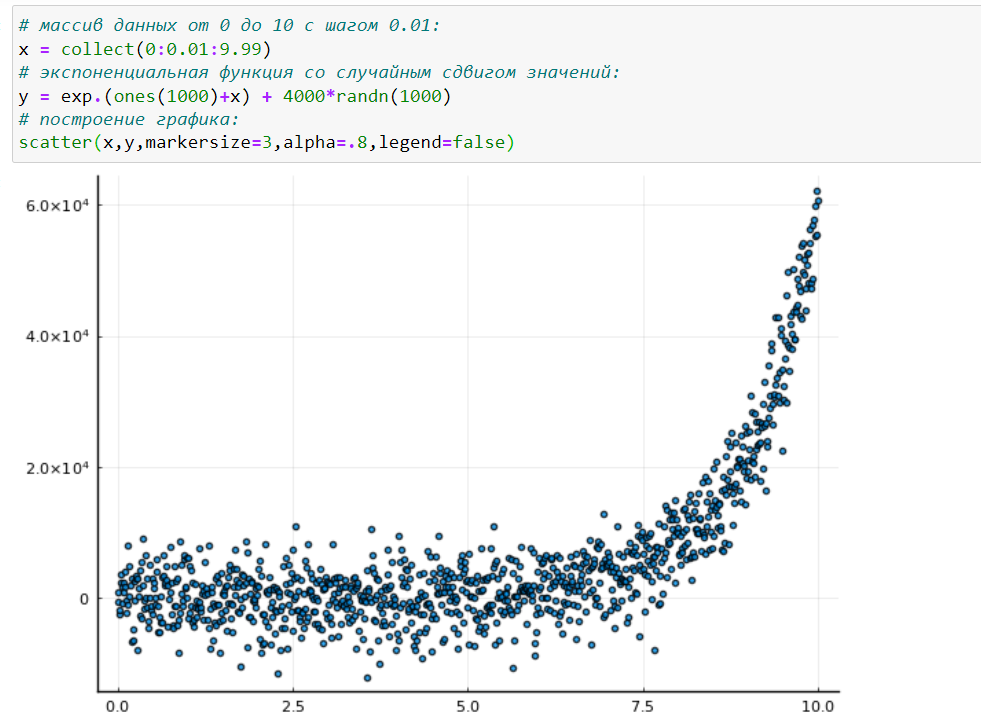 # массив данных от 0 до 10 с шагом 0.01:
x = collect(0:0.01:9.99)
# экспоненциальная функция со случайным сдвигом значений:
y = exp.(ones(1000)+x) + 4000*randn(1000)
# построение графика:
scatter(x,y,markersize=3,alpha=.8,legend=false)
6.0×10⁴
4.0×10⁴
2.0×10⁴
0
0.0 2.5 5.0 7.5 10.0